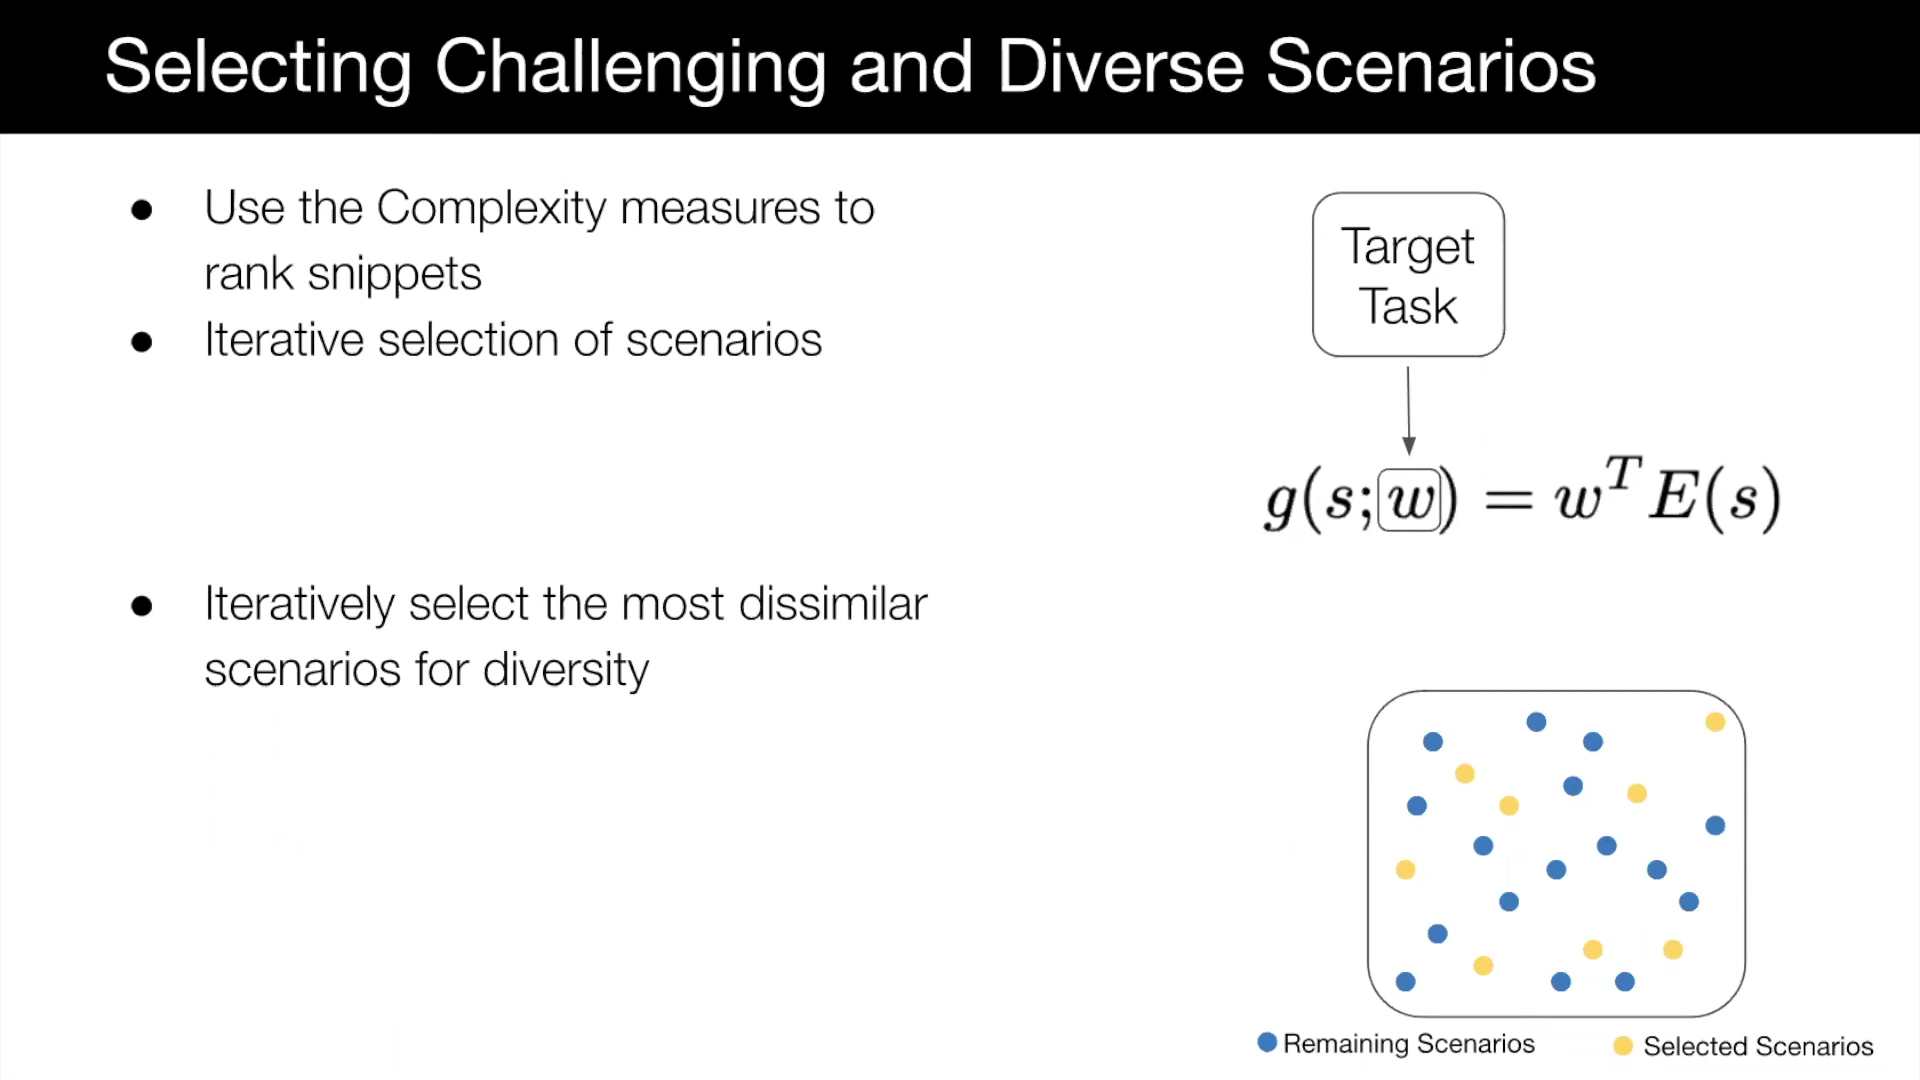 Selecting Challenging and Diverse Scenarios
● Use the Complexity measures to
rank snippets
● Iterative selection of scenarios
● Iteratively select the most dissimilar
scenarios for diversity
Target
Task
g(s; w) = w^T E(s)
Remaining Scenarios
Selected Scenarios